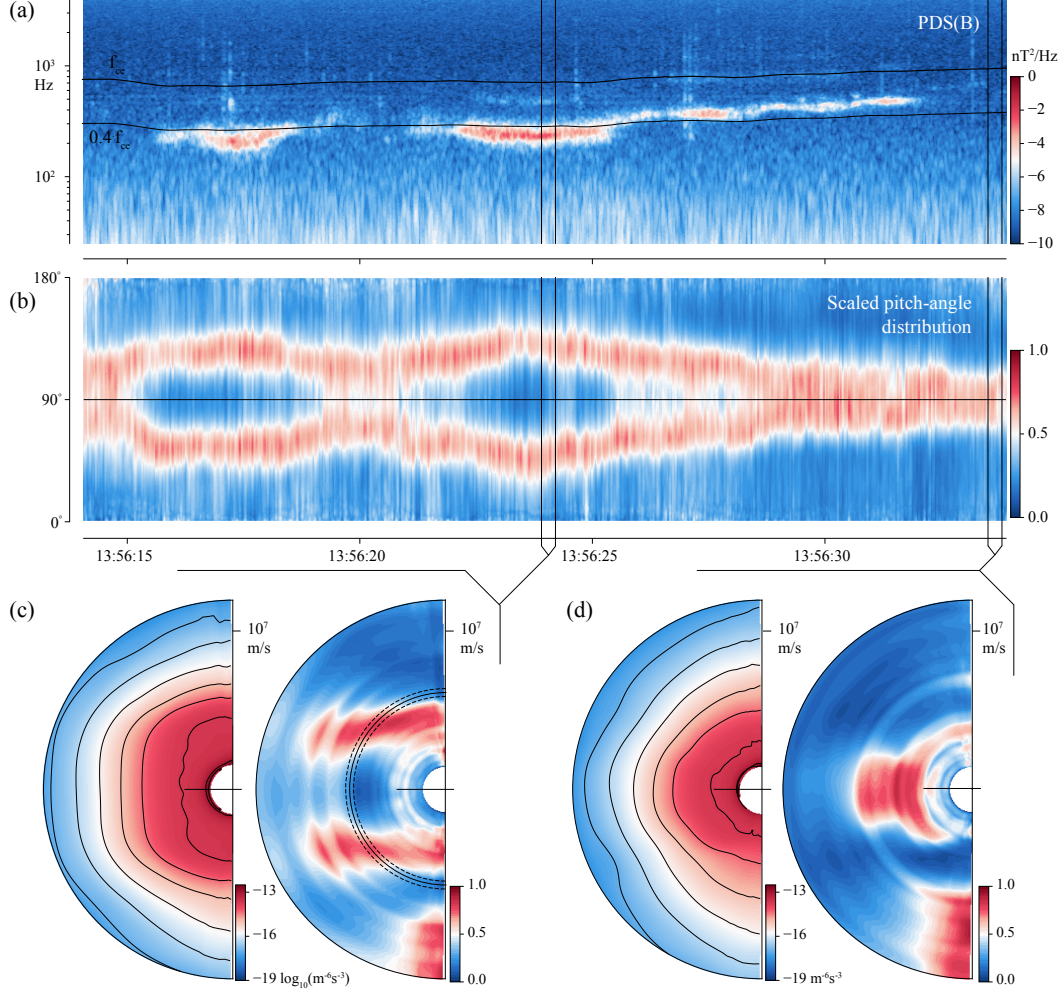 (a)
PDS(B)
nT²/Hz
10³
Hz
f_ce
0.4 f_ce
10²
0
−2
−4
−6
−8
−10
(b)
180°
90°
0°
Scaled pitch-angle
distribution
1.0
0.5
0.0
13:56:15 13:56:20 13:56:25 13:56:30
(c)
10⁷
m/s
(d)
10⁷
m/s
10⁷
m/s
10⁷
m/s
−13
−16
−19 log₁₀(m⁻⁶s⁻³)
1.0
0.5
0.0
−13
−16
−19 m⁻⁶s⁻³
1.0
0.5
0.0